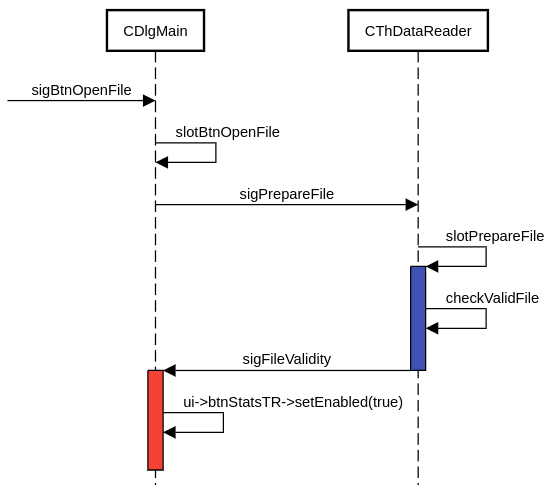 CDlgMain
CThDataReader
sigBtnOpenFile
slotBtnOpenFile
sigPrepareFile
slotPrepareFile
checkValidFile
sigFileValidity
ui->btnStatsTR->setEnabled(true)